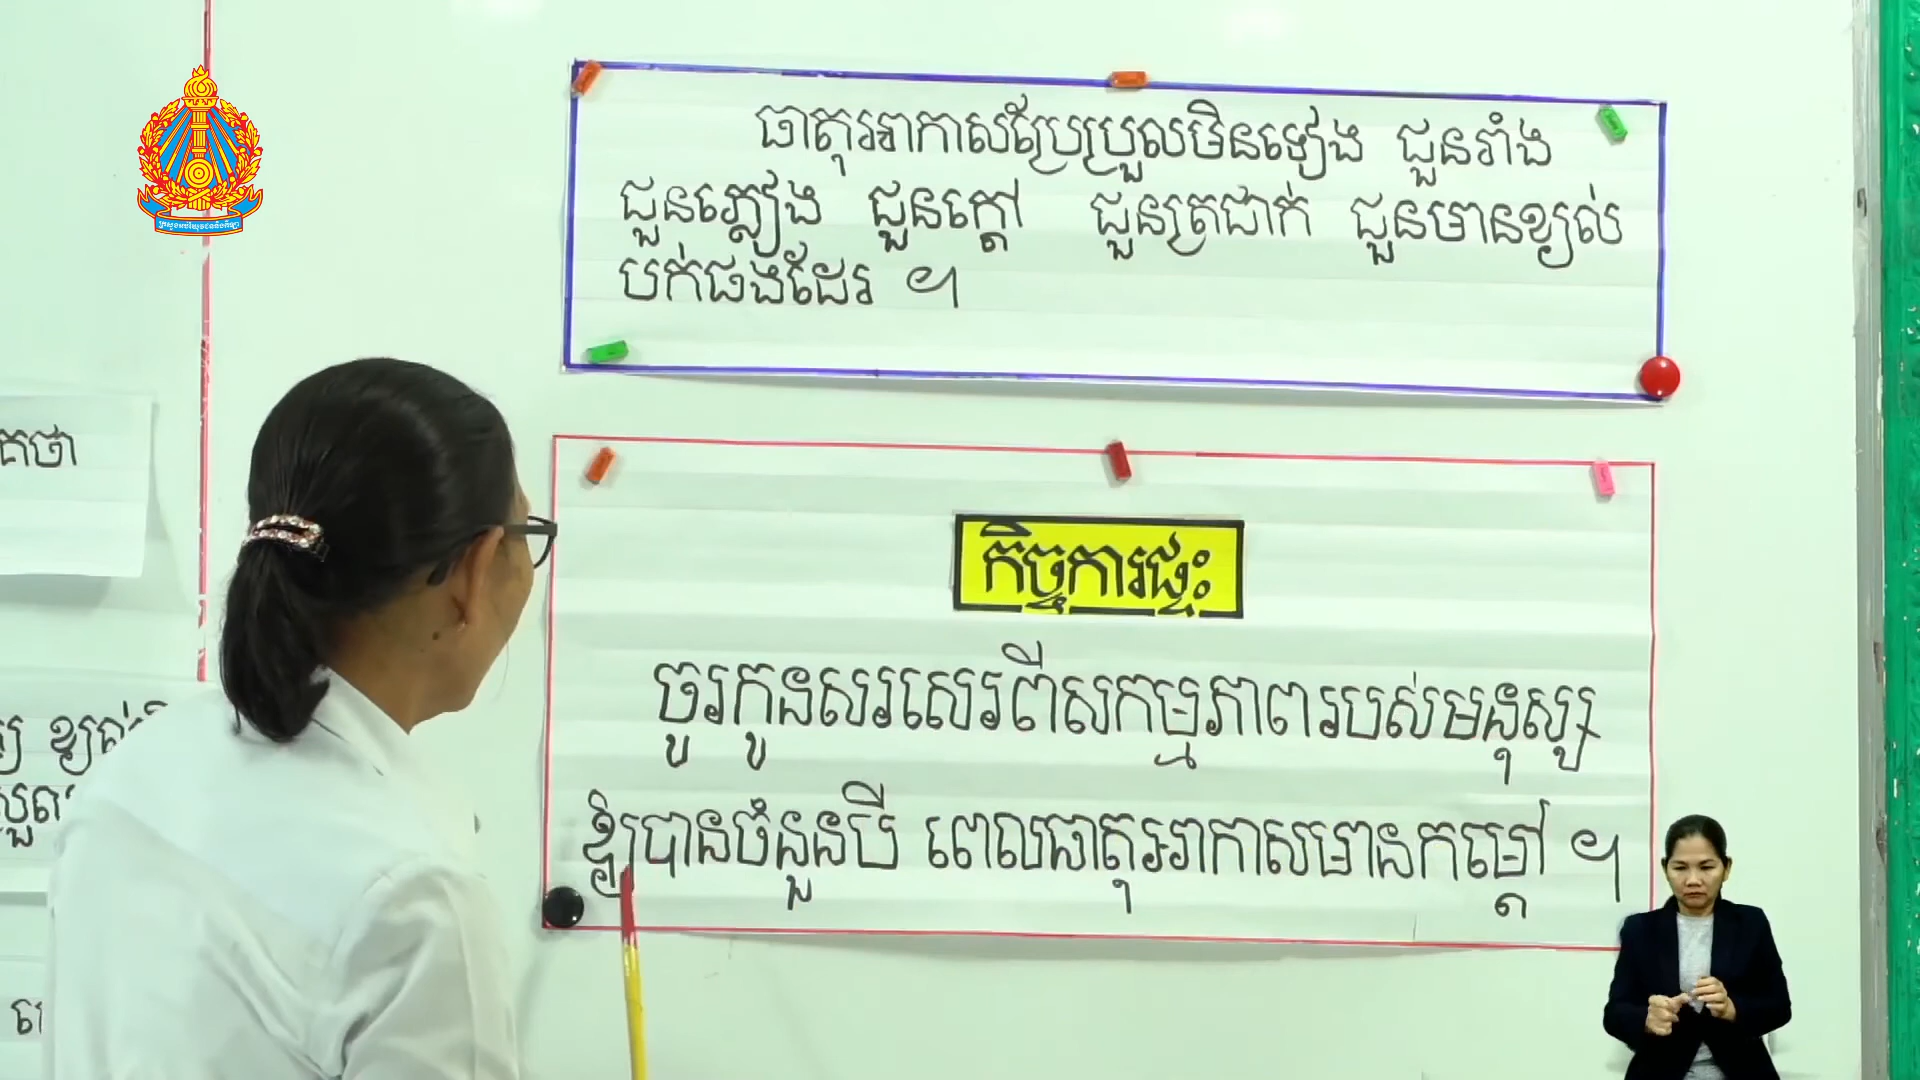 ធាតុអាកាសប្រែប្រួលមិនទៀង ជួនរាំង
ជួនភ្លៀង ជួនក្ដៅ ជួនត្រជាក់ ជួនមានខ្យល់
បក់ផងដែរ ។
កិច្ចការផ្ទះ
ចូរកូនសរសេរពីសកម្មភាពរបស់មនុស្ស
ឱ្យបានចំនួនបី ពេលធាតុអាកាសមានកម្ដៅ ។
គថា